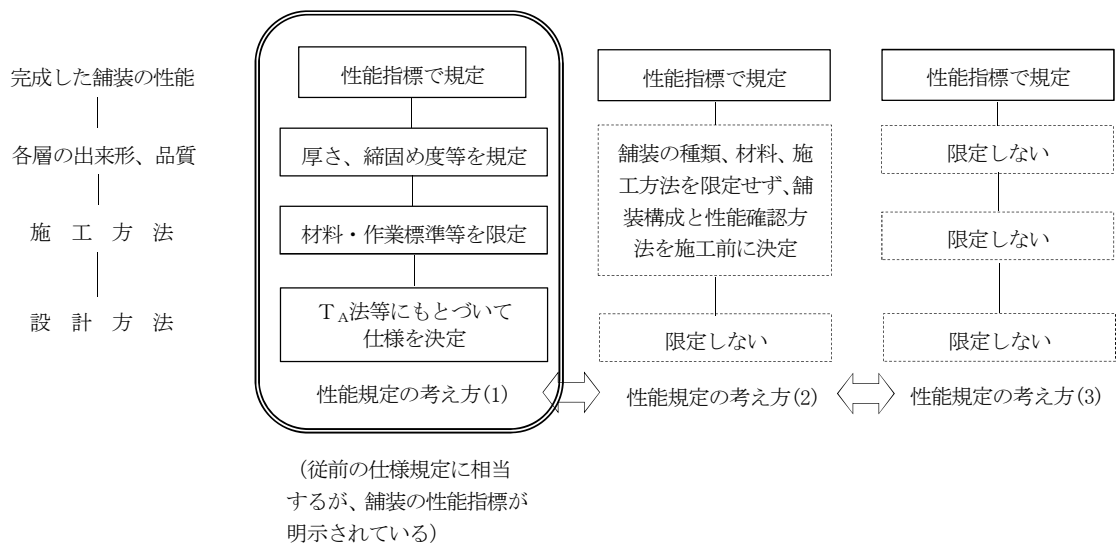 完成した舗装の性能
各層の出来形、品質
施 工 方 法
設 計 方 法
性能指標で規定
厚さ、締固め度等を規定
材料・作業標準等を限定
ＴA法等にもとづいて
仕様を決定
性能規定の考え方(1)
（従前の仕様規定に相当
するが、舗装の性能指標が
明示されている）
性能指標で規定
舗装の種類、材料、施
工方法を限定せず、舗
装構成と性能確認方
法を施工前に決定
限定しない
性能規定の考え方(2)
性能指標で規定
限定しない
限定しない
限定しない
性能規定の考え方(3)